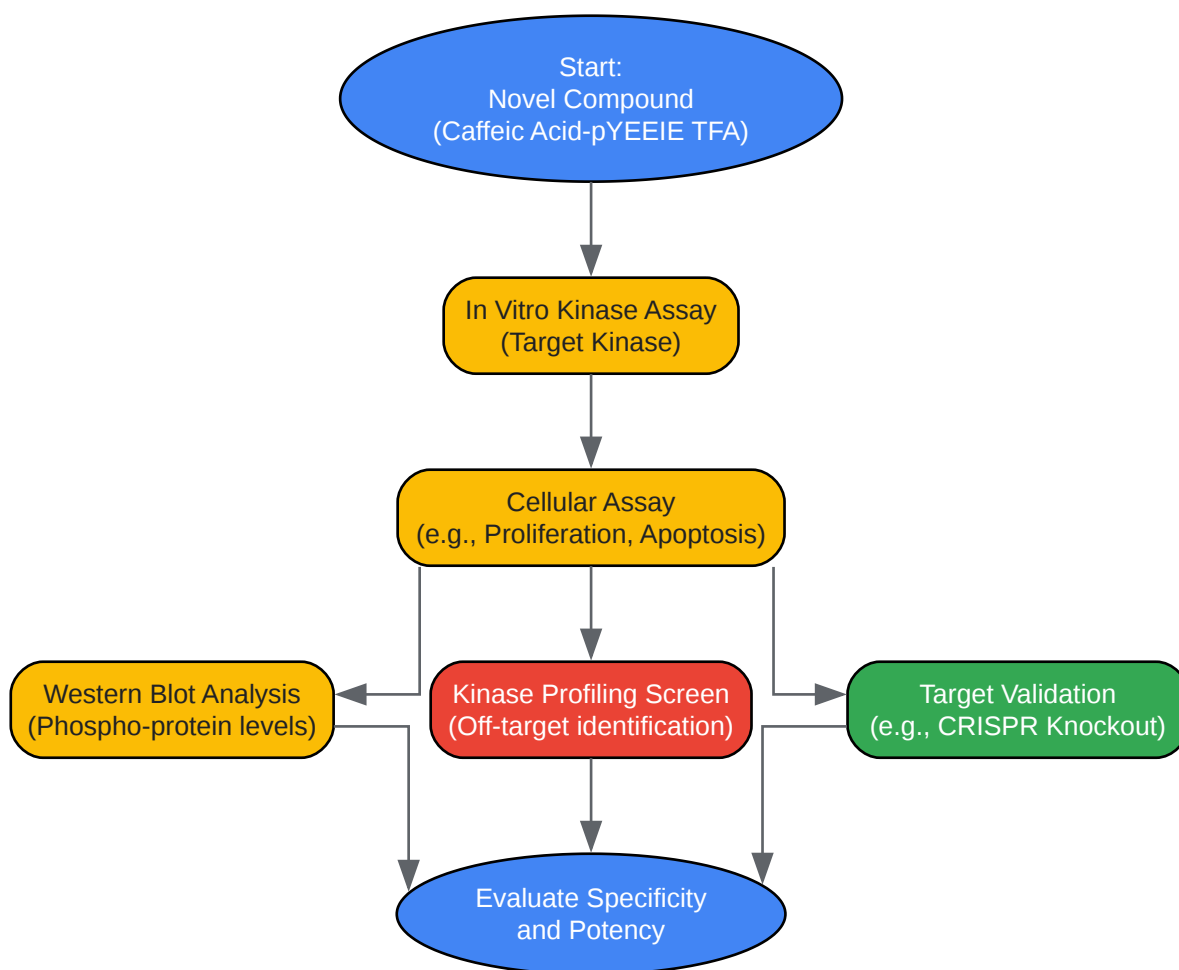 Start:
Novel Compound
(Caffeic Acid-pYEEIE TFA)
In Vitro Kinase Assay
(Target Kinase)
Cellular Assay
(e.g., Proliferation, Apoptosis)
Western Blot Analysis
(Phospho-protein levels)
Kinase Profiling Screen
(Off-target identification)
Target Validation
(e.g., CRISPR Knockout)
Evaluate Specificity
and Potency